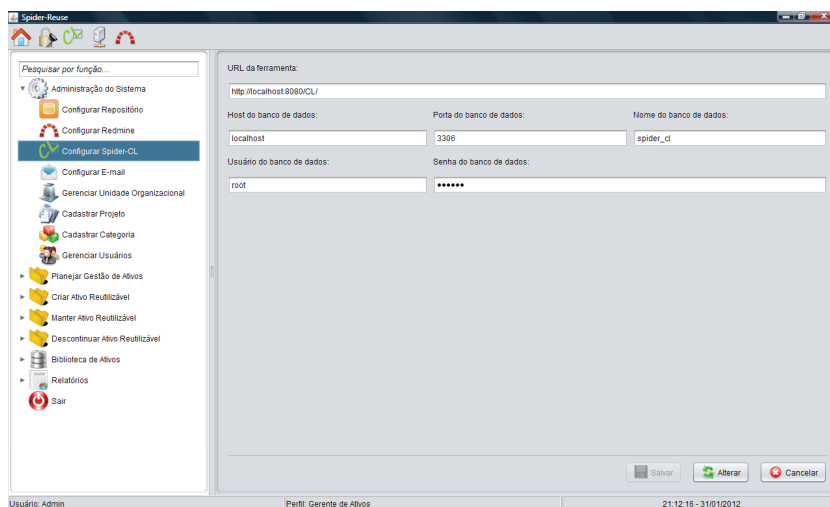 Spider-Reuse
Pesquisar por função...
Administração do Sistema
Configurar Repositório
Configurar Redmine
Configurar Spider-CL
Configurar E-mail
Gerenciar Unidade Organizacional
Cadastrar Projeto
Cadastrar Categoria
Gerenciar Usuários
Planejar Gestão de Ativos
Criar Ativo Reutilizável
Manter Ativo Reutilizável
Descontinuar Ativo Reutilizável
Biblioteca de Ativos
Relatórios
Sair
URL da ferramenta:
http://localhost:8080/CL/
Host do banco de dados: Porta do banco de dados: Nome do banco de dados:
localhost 3306 spider_cl
Usuário do banco de dados: Senha do banco de dados:
root ••••••
Salvar Alterar Cancelar
Usuário: Admin Perfil: Gerente de Ativos 21:12:16 - 31/01/2012